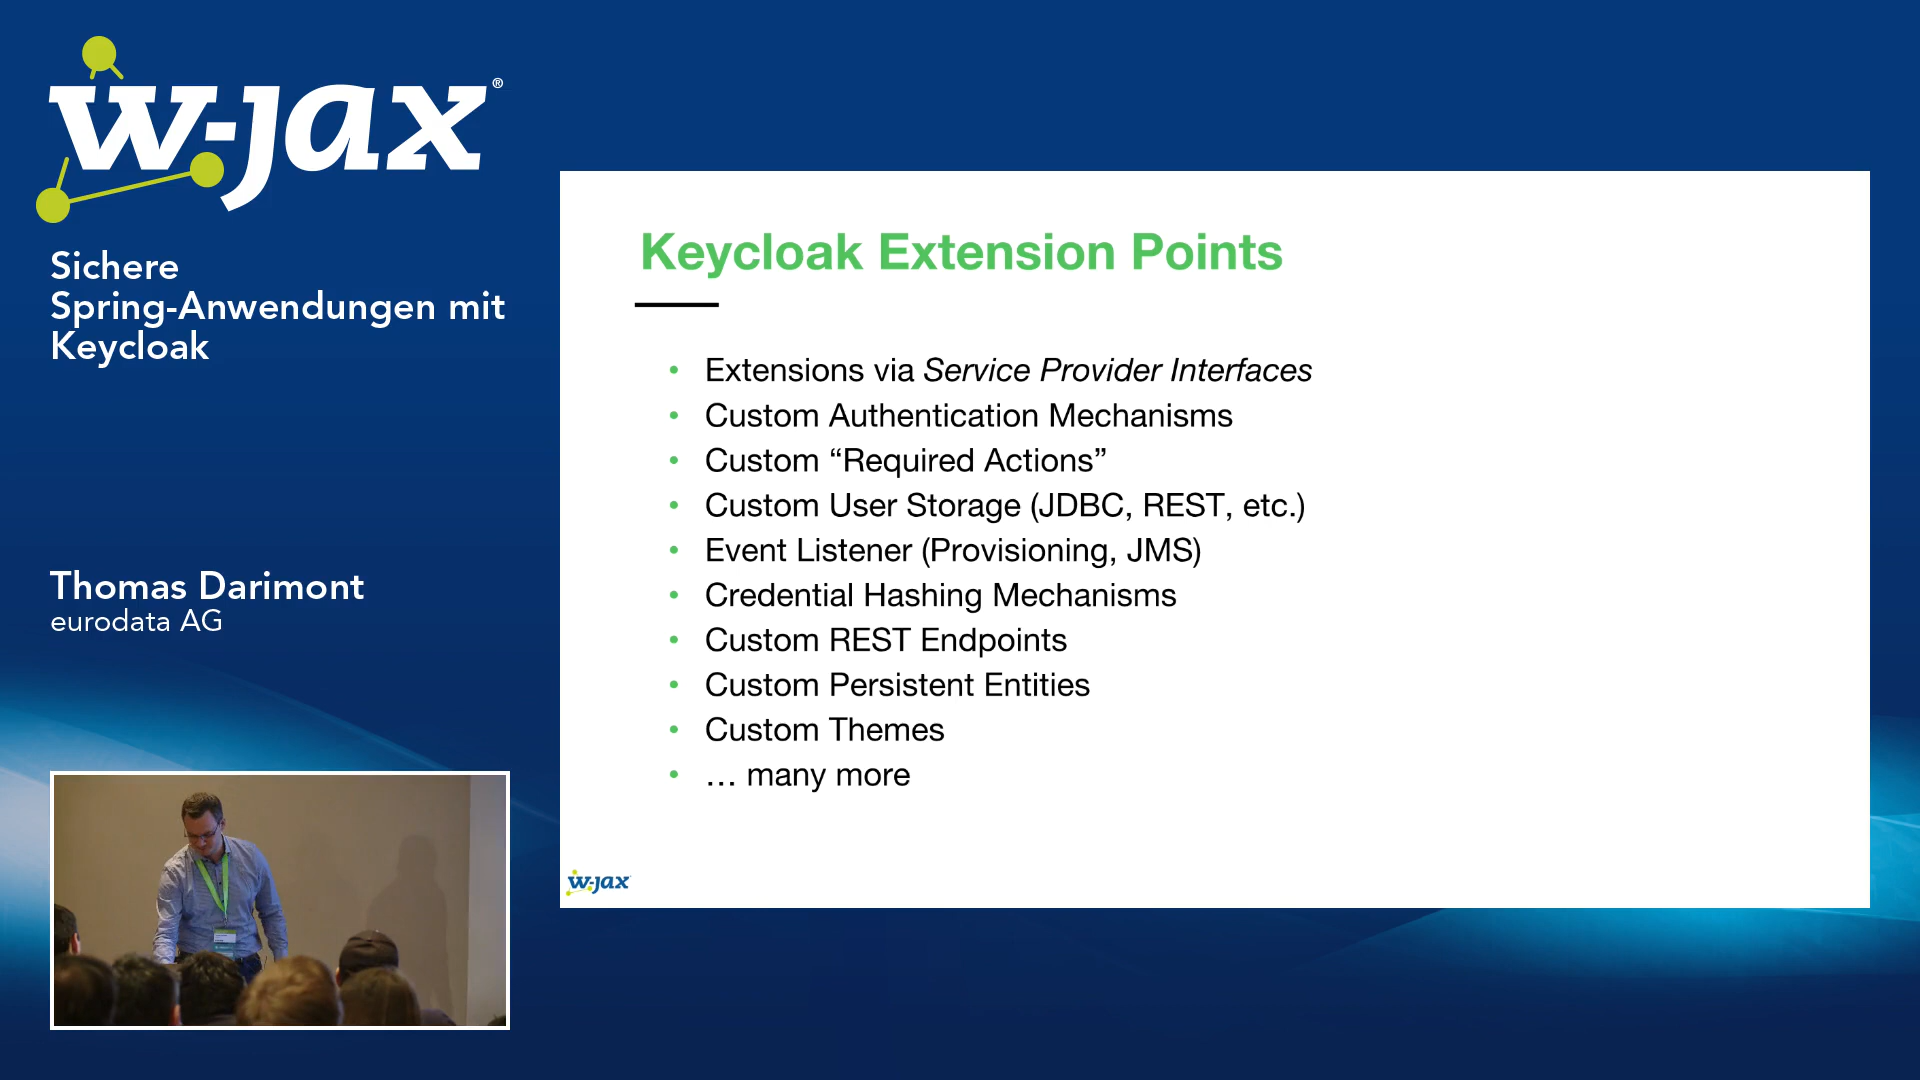 w-jax®
Sichere
Spring-Anwendungen mit
Keycloak
Thomas Darimont
eurodata AG
Keycloak Extension Points
• Extensions via Service Provider Interfaces
• Custom Authentication Mechanisms
• Custom “Required Actions”
• Custom User Storage (JDBC, REST, etc.)
• Event Listener (Provisioning, JMS)
• Credential Hashing Mechanisms
• Custom REST Endpoints
• Custom Persistent Entities
• Custom Themes
• … many more
w-jax